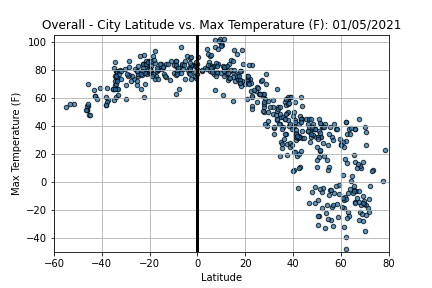 Overall - City Latitude vs. Max Temperature (F): 01/05/2021
100
80
60
40
20
0
−20
−40
Max Temperature (F)
−60 −40 −20 0 20 40 60 80
Latitude